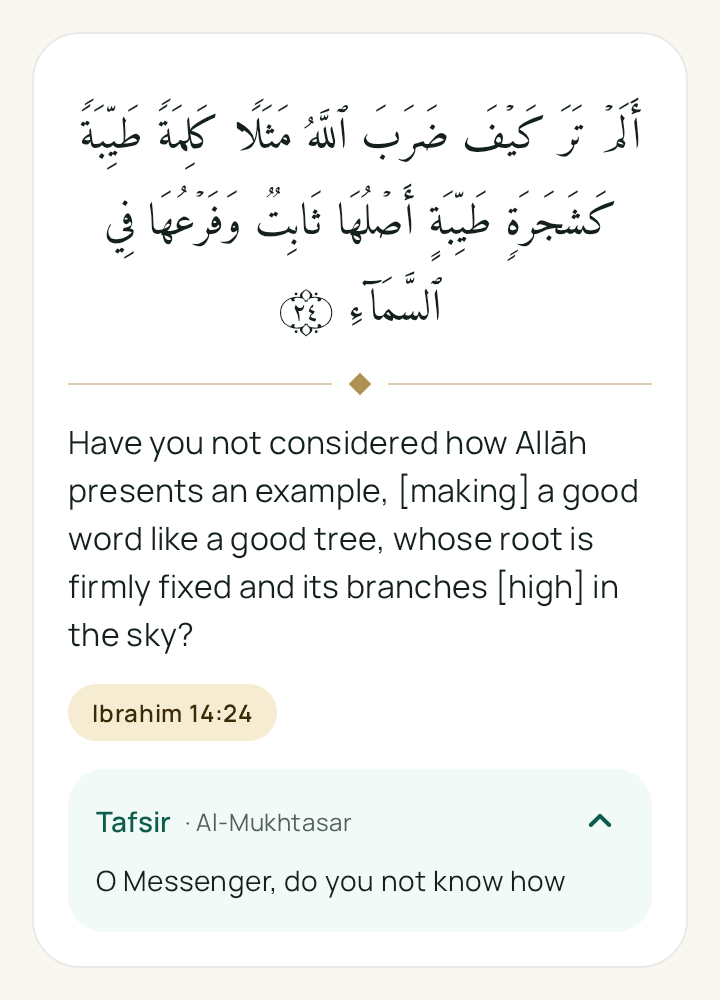 أَلَمۡ تَرَ كَيۡفَ ضَرَبَ ٱللَّهُ مَثَلٗا كَلِمَةٗ طَيِّبَةٗ
كَشَجَرَةٖ طَيِّبَةٍ أَصۡلُهَا ثَابِتٞ وَفَرۡعُهَا فِي
ٱلسَّمَآءِ ٢٤
Have you not considered how Allāh
presents an example, [making] a good
word like a good tree, whose root is
firmly fixed and its branches [high] in
the sky?
Ibrahim 14:24
Tafsir · Al-Mukhtasar
O Messenger, do you not know how